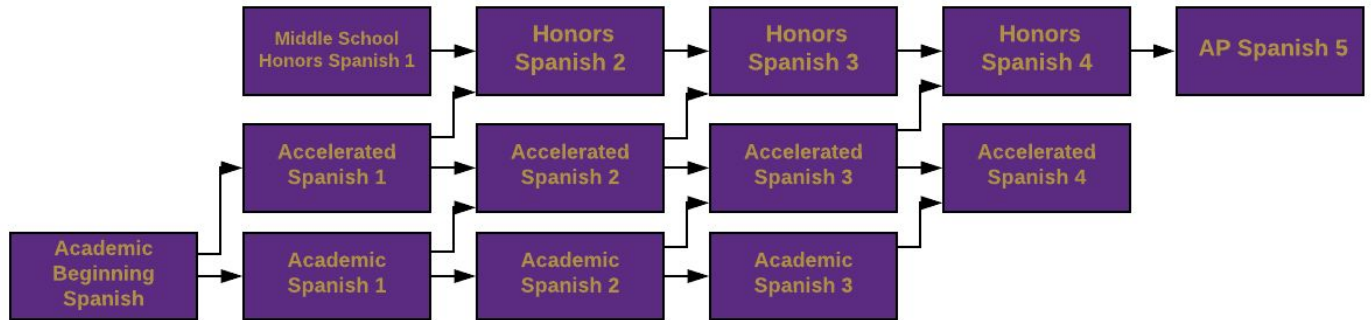 Middle School
Honors Spanish 1
Honors
Spanish 2
Honors
Spanish 3
Honors
Spanish 4
AP Spanish 5
Accelerated
Spanish 1
Accelerated
Spanish 2
Accelerated
Spanish 3
Accelerated
Spanish 4
Academic
Beginning
Spanish
Academic
Spanish 1
Academic
Spanish 2
Academic
Spanish 3